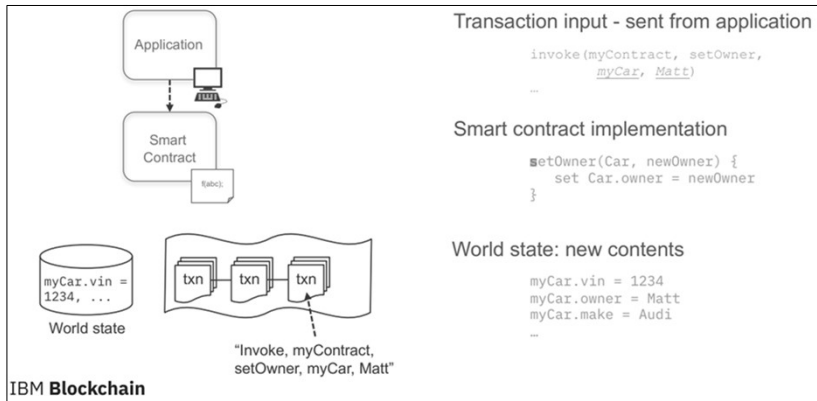 Application
Smart
Contract
f(abc);
myCar.vin =
1234, ...
World state
txn
txn
txn
“Invoke, myContract,
setOwner, myCar, Matt”
IBM Blockchain
Transaction input - sent from application
invoke(myContract, setOwner,
myCar, Matt)
…
Smart contract implementation
setOwner(Car, newOwner) {
set Car.owner = newOwner
}
World state: new contents
myCar.vin = 1234
myCar.owner = Matt
myCar.make = Audi
…